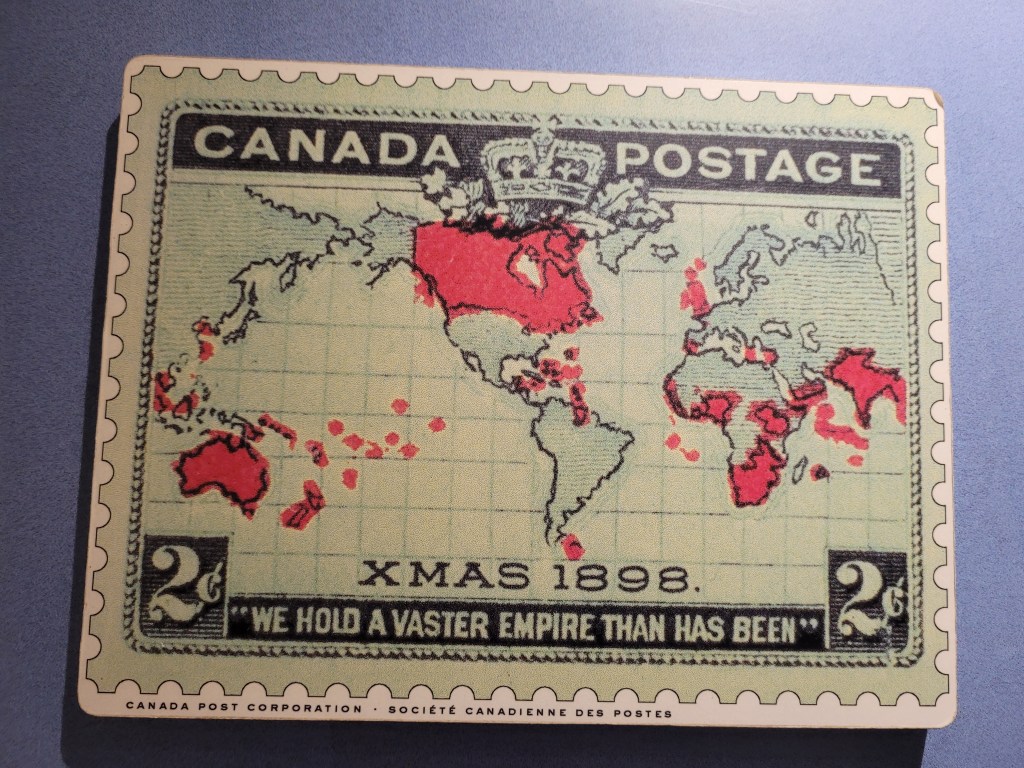 CANADA POSTAGE
XMAS 1898.
2¢ 2¢
"WE HOLD A VASTER EMPIRE THAN HAS BEEN"
CANADA POST CORPORATION · SOCIÉTÉ CANADIENNE DES POSTES